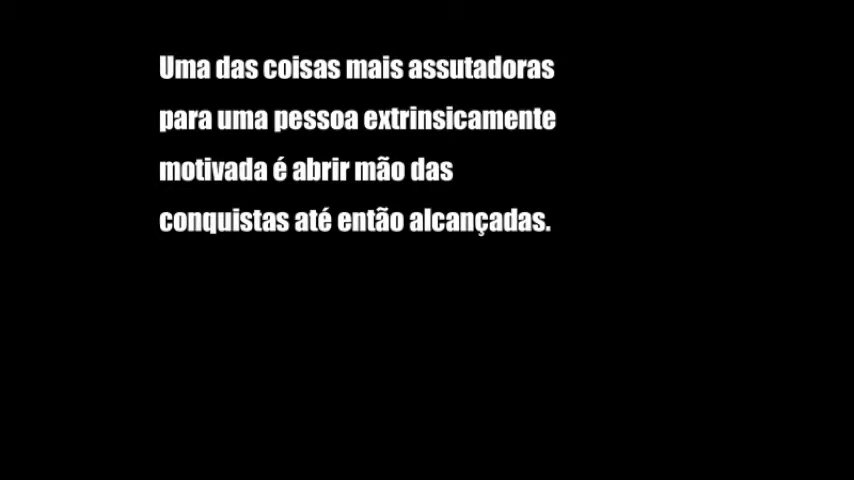 Uma das coisas mais assutadoras
para uma pessoa extrinsicamente
motivada é abrir mão das
conquistas até então alcançadas.